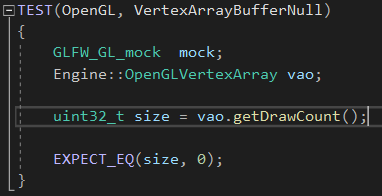 TEST(OpenGL, VertexArrayBufferNull)
{
    GLFW_GL_mock  mock;
    Engine::OpenGLVertexArray vao;
    uint32_t size = vao.getDrawCount();
    EXPECT_EQ(size, 0);
}